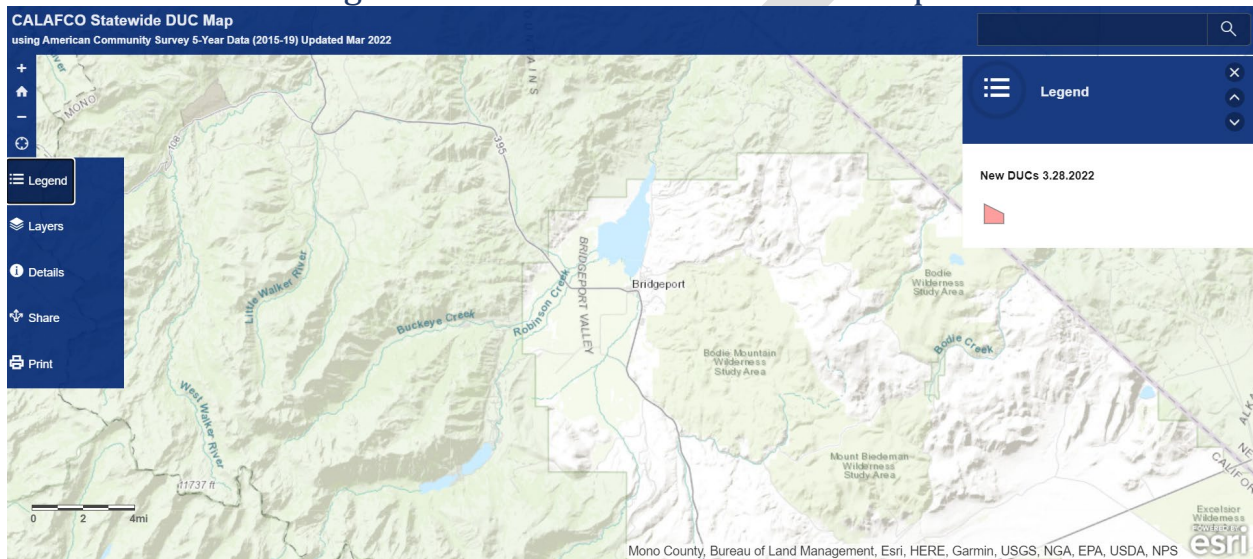 CALAFCO Statewide DUC Map
using American Community Survey 5-Year Data (2015-19) Updated Mar 2022
Legend
Layers
Details
Share
Print
Legend
New DUCs 3.28.2022
MONO
108
395
Little Walker River
Buckeye Creek
Robinson Creek
BRIDGEPORT VALLEY
Bridgeport
West Walker River
11737 ft
Bodie Mountain
Wilderness
Study Area
Bodie
Wilderness
Study Area
Bodie Creek
Mount Biedeman
Wilderness
Study Area
Excelsior
Wilderness
0 2 4mi
Mono County, Bureau of Land Management, Esri, HERE, Garmin, USGS, NGA, EPA, USDA, NPS
POWERED BY
esri